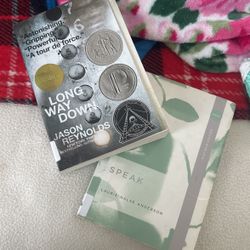 "Astonishing."
"Gripping."
"Powerful."
"A tour de force."
LONG
WAY
DOWN
JASON
REYNOLDS
SPEAK
LAURIE HALSE ANDERSON